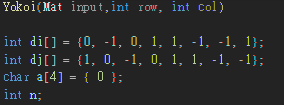 Yokoi(Mat input,int row, int col)
int di[] = {0, -1, 0, 1, 1, -1, -1, 1};
int dj[] = {1, 0, -1, 0, 1, 1, -1, -1};
char a[4] = { 0 };
int n;